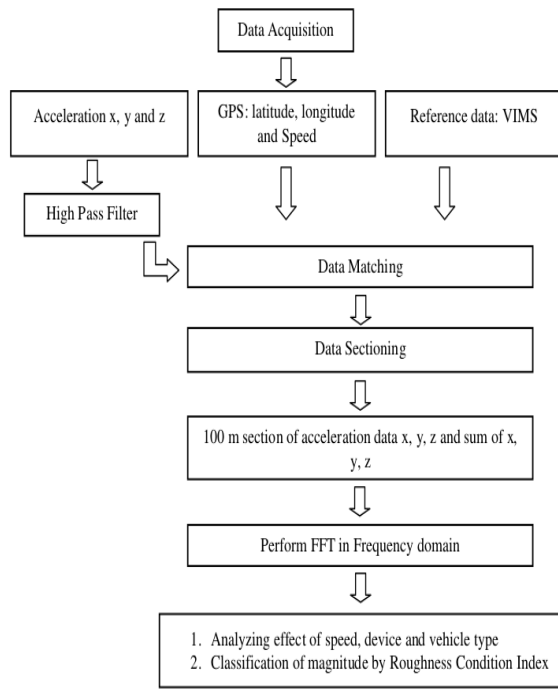 Data Acquisition
Acceleration x, y and z
GPS: latitude, longitude
and Speed
Reference data: VIMS
High Pass Filter
Data Matching
Data Sectioning
100 m section of acceleration data x, y, z and sum of x,
y, z
Perform FFT in Frequency domain
1. Analyzing effect of speed, device and vehicle type
2. Classification of magnitude by Roughness Condition Index